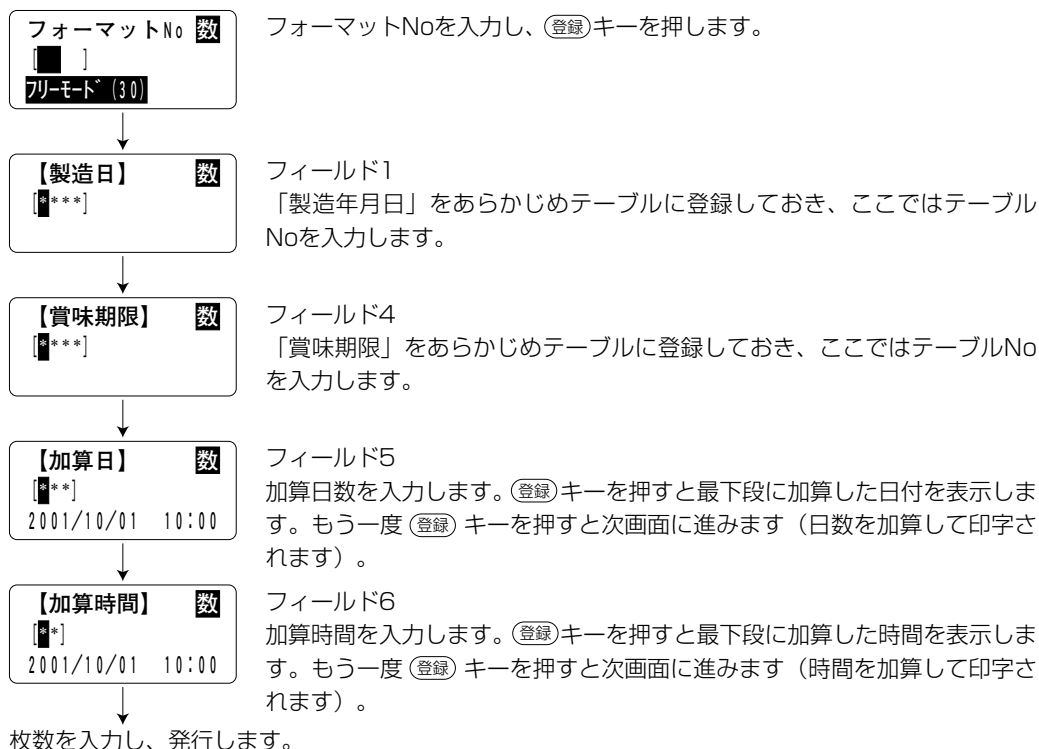 フォーマットNo 数
[ ]
フリーモード(30)
フォーマットNoを入力し、登録キーを押します。
【製造日】 数
[****]
フィールド1
「製造年月日」をあらかじめテーブルに登録しておき、ここではテーブル
Noを入力します。
【賞味期限】 数
[****]
フィールド4
「賞味期限」をあらかじめテーブルに登録しておき、ここではテーブルNo
を入力します。
【加算日】 数
[***]
2001/10/01 10:00
フィールド5
加算日数を入力します。登録キーを押すと最下段に加算した日付を表示しま
す。もう一度 登録 キーを押すと次画面に進みます（日数を加算して印字さ
れます）。
【加算時間】 数
[**]
2001/10/01 10:00
フィールド6
加算時間を入力します。登録キーを押すと最下段に加算した時間を表示しま
す。もう一度 登録 キーを押すと次画面に進みます（時間を加算して印字さ
れます）。
枚数を入力し、発行します。